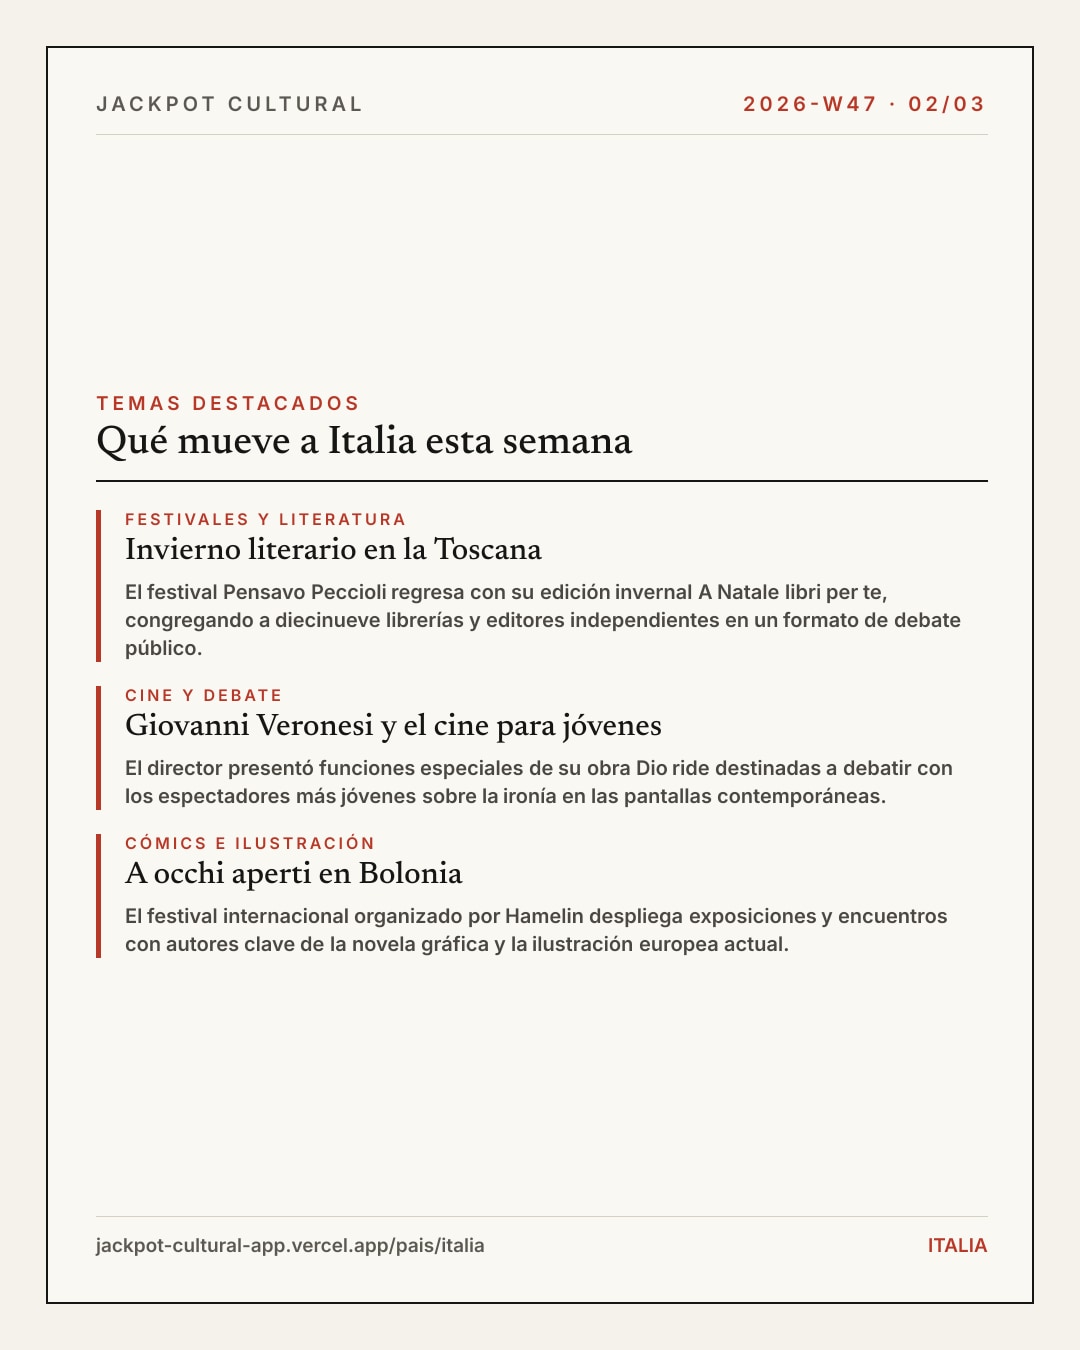 JACKPOT CULTURAL
2026-W47 · 02/03
TEMAS DESTACADOS
Qué mueve a Italia esta semana
FESTIVALES Y LITERATURA
Invierno literario en la Toscana
El festival Pensavo Peccioli regresa con su edición invernal A Natale libri per te,
congregando a diecinueve librerías y editores independientes en un formato de debate
público.
CINE Y DEBATE
Giovanni Veronesi y el cine para jóvenes
El director presentó funciones especiales de su obra Dio ride destinadas a debatir con
los espectadores más jóvenes sobre la ironía en las pantallas contemporáneas.
CÓMICS E ILUSTRACIÓN
A occhi aperti en Bolonia
El festival internacional organizado por Hamelin despliega exposiciones y encuentros
con autores clave de la novela gráfica y la ilustración europea actual.
jackpot-cultural-app.vercel.app/pais/italia
ITALIA